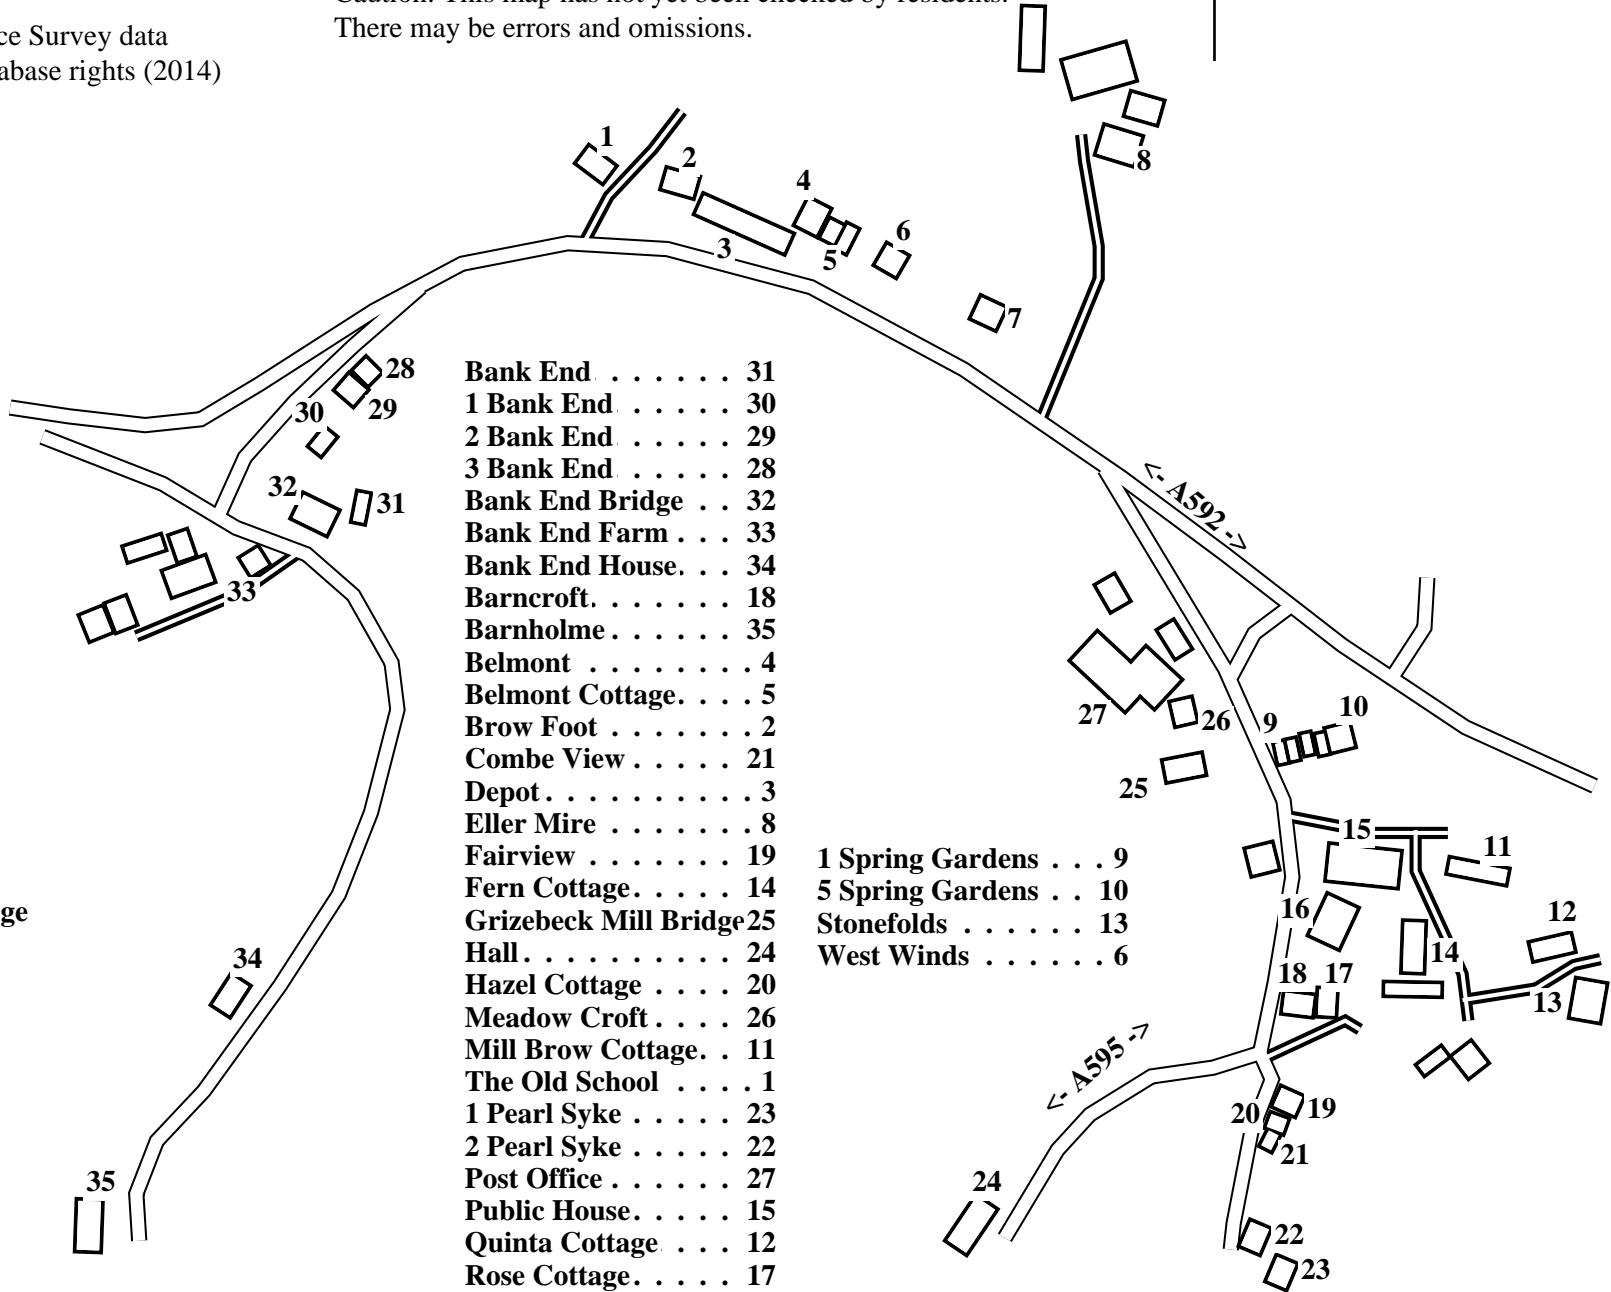 Caution: This map has not yet been checked by residents.
There may be errors and omissions.
ce Survey data
abase rights (2014)
1
2
3
4
5
6
7
8
28
29
30
31
32
33
34
35
ge
Bank End . . . . . . . 31
1 Bank End . . . . . . 30
2 Bank End . . . . . . 29
3 Bank End . . . . . . 28
Bank End Bridge . . 32
Bank End Farm . . . 33
Bank End House . . . 34
Barncroft . . . . . . . 18
Barnholme . . . . . . 35
Belmont . . . . . . . . 4
Belmont Cottage . . . . 5
Brow Foot . . . . . . . 2
Combe View . . . . . 21
Depot . . . . . . . . . . 3
Eller Mire . . . . . . . 8
Fairview . . . . . . . 19
Fern Cottage . . . . . 14
Grizebeck Mill Bridge 25
Hall . . . . . . . . . . 24
Hazel Cottage . . . . 20
Meadow Croft . . . . 26
Mill Brow Cottage . . 11
The Old School . . . . 1
1 Pearl Syke . . . . . 23
2 Pearl Syke . . . . . 22
Post Office . . . . . . 27
Public House . . . . . 15
Quinta Cottage . . . . 12
Rose Cottage . . . . . 17
1 Spring Gardens . . . 9
5 Spring Gardens . . 10
Stonefolds . . . . . . 13
West Winds . . . . . . 6
<- A592 ->
27
26
25
9
10
15
11
16
12
14
18
17
13
<- A595 ->
20
19
21
24
22
23